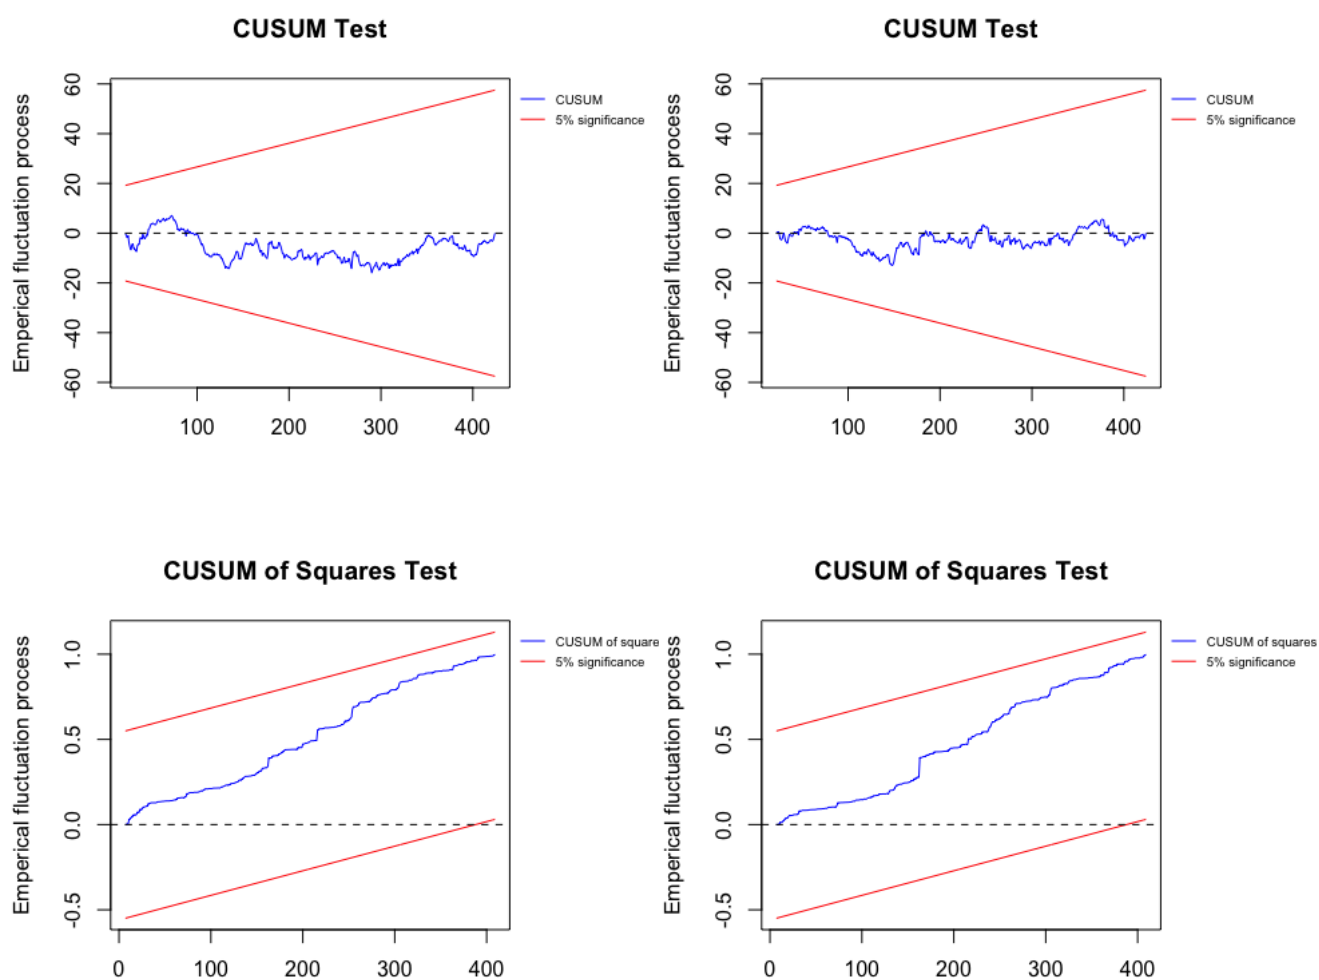 CUSUM Test
Emperical fluctuation process
60
40
20
0
-20
-40
-60
100 200 300 400
CUSUM
5% significance
CUSUM Test
Emperical fluctuation process
60
40
20
0
-20
-40
-60
100 200 300 400
CUSUM
5% significance
CUSUM of Squares Test
Emperical fluctuation process
1.0
0.5
0.0
-0.5
0 100 200 300 400
CUSUM of square
5% significance
CUSUM of Squares Test
Emperical fluctuation process
1.0
0.5
0.0
-0.5
0 100 200 300 400
CUSUM of squares
5% significance